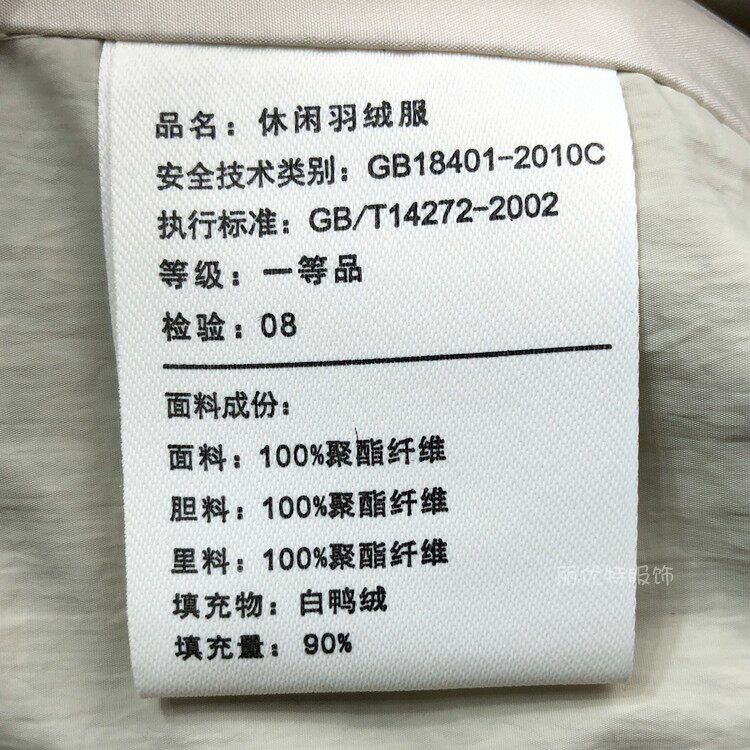 品名：休闲羽绒服
安全技术类别：GB18401-2010C
执行标准：GB/T14272-2002
等级：一等品
检验：08
面料成份：
面料：100%聚酯纤维
胆料：100%聚酯纤维
里料：100%聚酯纤维
填充物：白鸭绒
填充量：90%